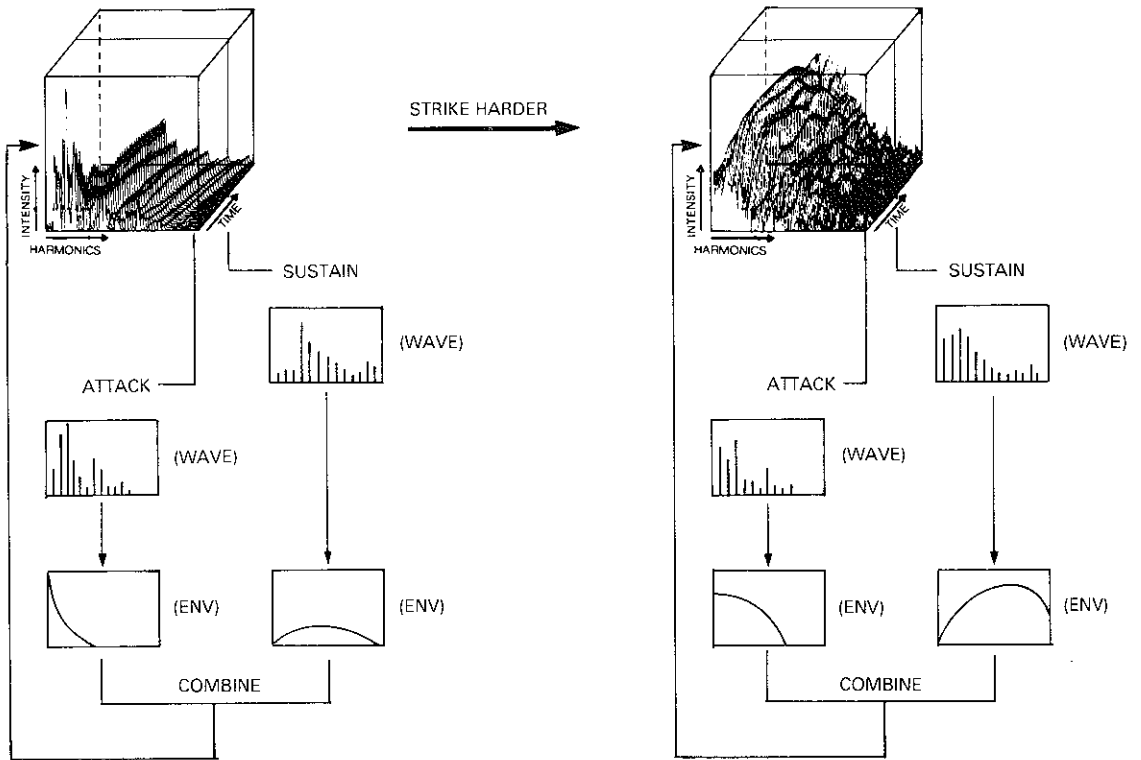 STRIKE HARDER
INTENSITY
TIME
HARMONICS
SUSTAIN
(WAVE)
ATTACK
(WAVE)
(ENV)
(ENV)
COMBINE
INTENSITY
TIME
HARMONICS
SUSTAIN
(WAVE)
ATTACK
(WAVE)
(ENV)
(ENV)
COMBINE